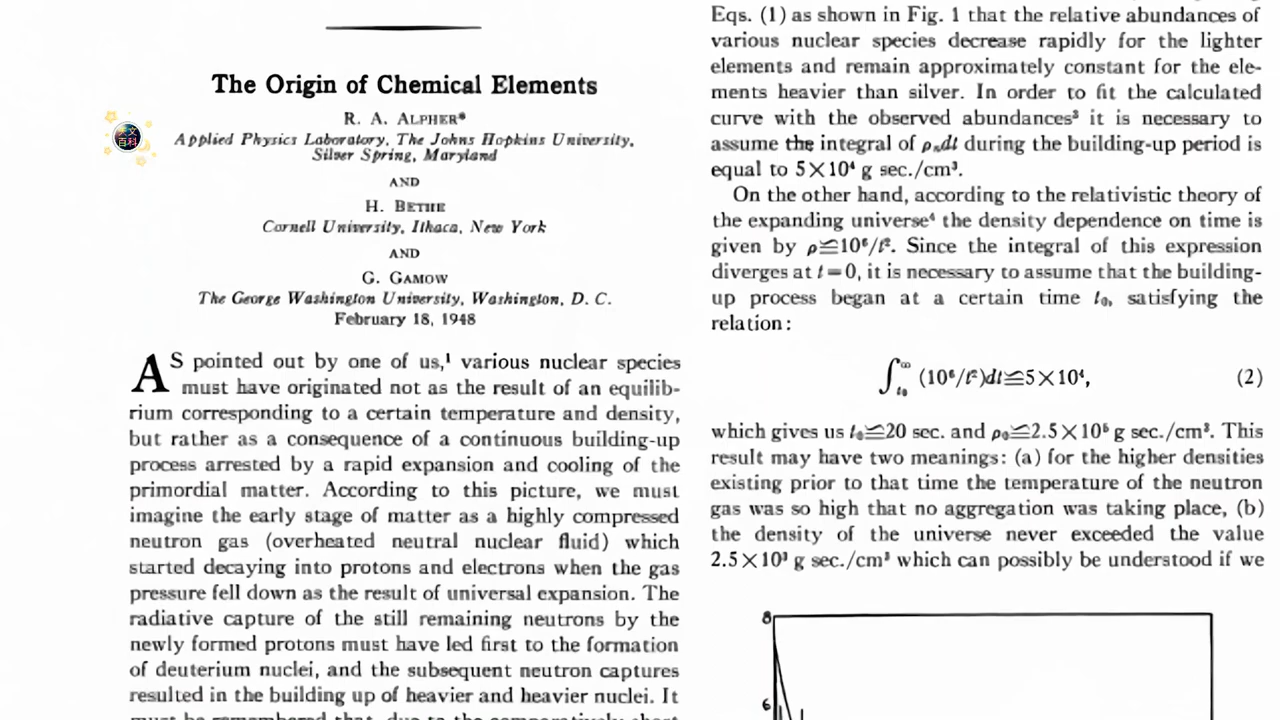 The Origin of Chemical Elements
R. A. ALPHER*
Applied Physics Laboratory, The Johns Hopkins University,
Silver Spring, Maryland
AND
H. BETHE
Cornell University, Ithaca, New York
AND
G. GAMOW
The George Washington University, Washington, D. C.
February 18, 1948
AS pointed out by one of us,¹ various nuclear species
must have originated not as the result of an equilib-
rium corresponding to a certain temperature and density,
but rather as a consequence of a continuous building-up
process arrested by a rapid expansion and cooling of the
primordial matter. According to this picture, we must
imagine the early stage of matter as a highly compressed
neutron gas (overheated neutral nuclear fluid) which
started decaying into protons and electrons when the gas
pressure fell down as the result of universal expansion. The
radiative capture of the still remaining neutrons by the
newly formed protons must have led first to the formation
of deuterium nuclei, and the subsequent neutron captures
resulted in the building up of heavier and heavier nuclei. It
must be remembered that, due to the comparatively short
Eqs. (1) as shown in Fig. 1 that the relative abundances of
various nuclear species decrease rapidly for the lighter
elements and remain approximately constant for the ele-
ments heavier than silver. In order to fit the calculated
curve with the observed abundances³ it is necessary to
assume the integral of ρₙdt during the building-up period is
equal to 5×10⁴ g sec./cm³.
On the other hand, according to the relativistic theory of
the expanding universe⁴ the density dependence on time is
given by ρ≅10⁶/t². Since the integral of this expression
diverges at t=0, it is necessary to assume that the building-
up process began at a certain time t₀, satisfying the
relation:
∫ₜ₀^∞ (10⁶/t²)dt≅5×10⁴, (2)
which gives us t₀≅20 sec. and ρ₀≅2.5×10⁵ g sec./cm³. This
result may have two meanings: (a) for the higher densities
existing prior to that time the temperature of the neutron
gas was so high that no aggregation was taking place, (b)
the density of the universe never exceeded the value
2.5×10³ g sec./cm³ which can possibly be understood if we
8
6
天文
百科